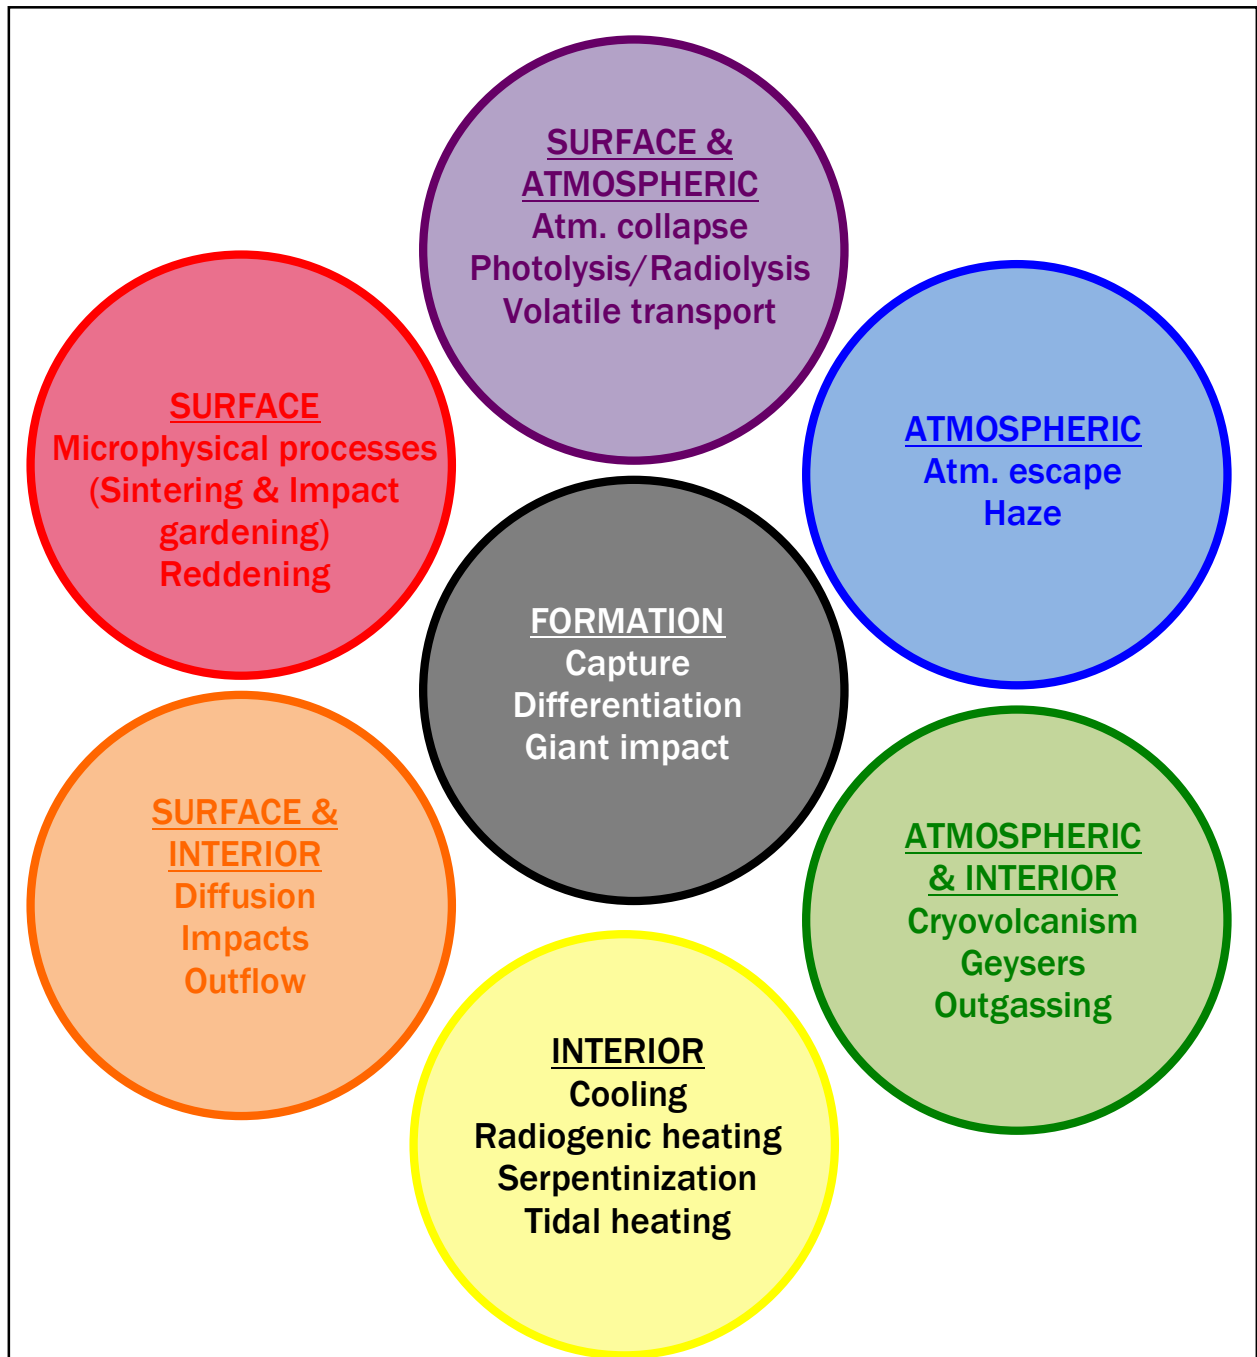 SURFACE &
ATMOSPHERIC
Atm. collapse
Photolysis/Radiolysis
Volatile transport
SURFACE
Microphysical processes
(Sintering & Impact
gardening)
Reddening
ATMOSPHERIC
Atm. escape
Haze
FORMATION
Capture
Differentiation
Giant impact
SURFACE &
INTERIOR
Diffusion
Impacts
Outflow
ATMOSPHERIC
& INTERIOR
Cryovolcanism
Geysers
Outgassing
INTERIOR
Cooling
Radiogenic heating
Serpentinization
Tidal heating